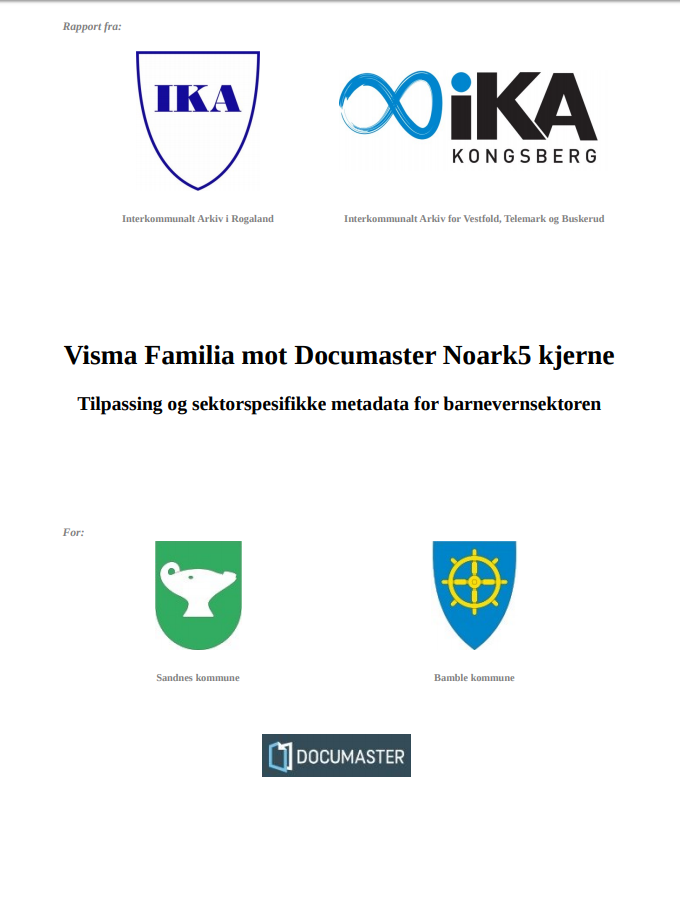 Rapport fra:
IKA
iKA
KONGSBERG
Interkommunalt Arkiv i Rogaland
Interkommunalt Arkiv for Vestfold, Telemark og Buskerud
Visma Familia mot Documaster Noark5 kjerne
Tilpassing og sektorspesifikke metadata for barnevernsektoren
For:
Sandnes kommune
Bamble kommune
DOCUMASTER